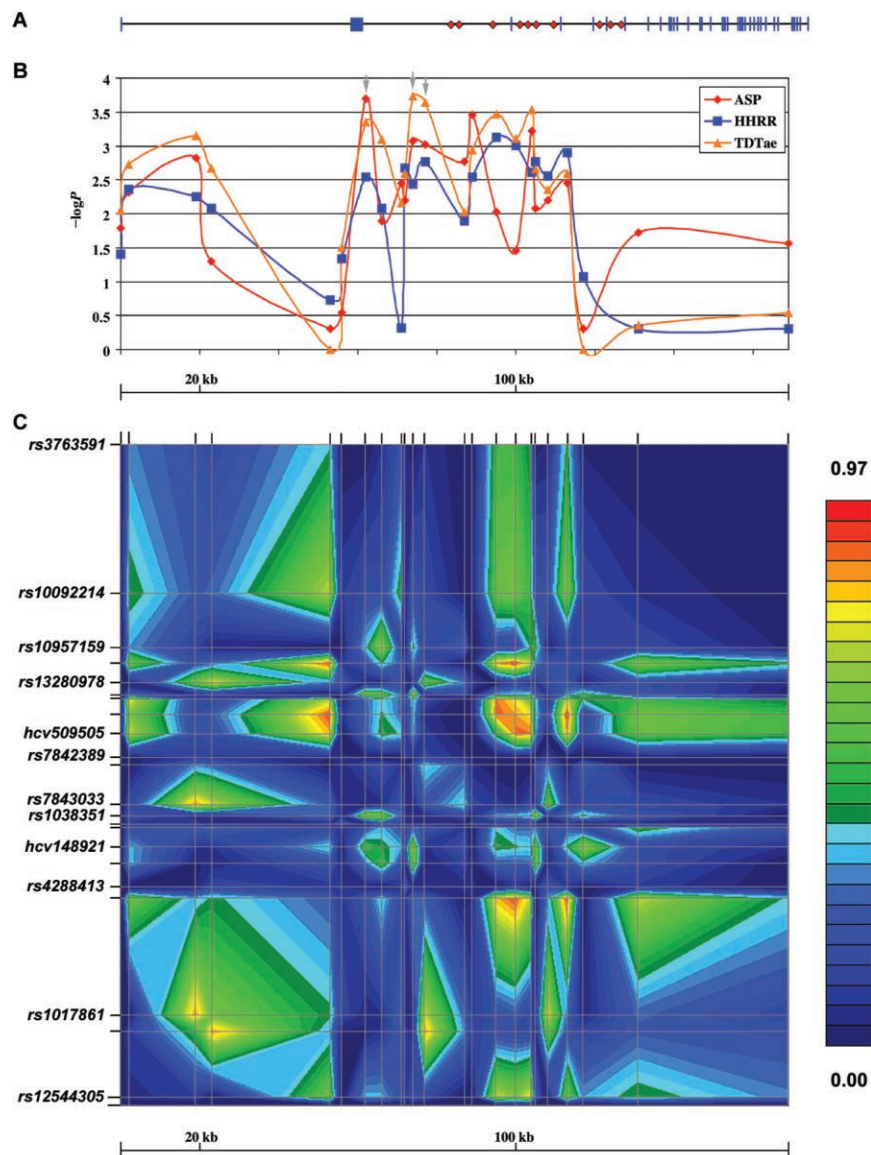 A
B
4
3.5
3
2.5
2
1.5
1
0.5
0
–logP
ASP
HHRR
TDTae
20 kb
100 kb
C
rs3763591
rs10092214
rs10957159
rs13280978
hcv509505
rs7842389
rs7843033
rs1038351
hcv148921
rs4288413
rs1017861
rs12544305
0.97
0.00
20 kb
100 kb